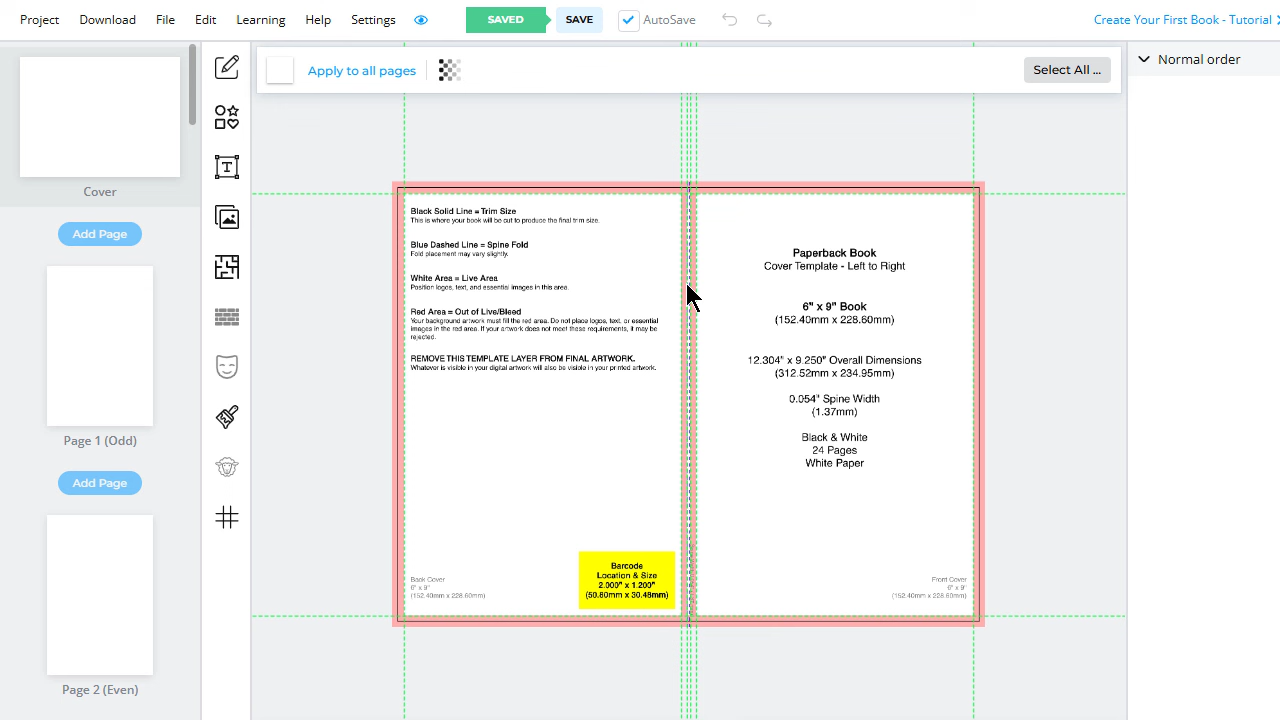 Project Download File Edit Learning Help Settings SAVED SAVE AutoSave Create Your First Book - Tutorial
Apply to all pages Select All ... Normal order
Cover
Add Page
Page 1 (Odd)
Add Page
Page 2 (Even)
Black Solid Line = Trim Size
This is where your book will be cut to produce the final trim size.
Blue Dashed Line = Spine Fold
Fold placement may vary slightly.
White Area = Live Area
Position logos, text, and essential images in this area.
Red Area = Out of Live/Bleed
Your background artwork must fill the red area. Do not place logos, text, or essential
images in the red area. If your artwork does not meet these requirements, it may be
rejected.
REMOVE THIS TEMPLATE LAYER FROM FINAL ARTWORK.
Whatever is visible in your digital artwork will also be visible in your printed artwork.
Back Cover
6" x 9"
(152.40mm x 228.60mm)
Barcode
Location & Size
2.000" x 1.200"
(50.80mm x 30.48mm)
Paperback Book
Cover Template - Left to Right
6" x 9" Book
(152.40mm x 228.60mm)
12.304" x 9.250" Overall Dimensions
(312.52mm x 234.95mm)
0.054" Spine Width
(1.37mm)
Black & White
24 Pages
White Paper
Front Cover
6" x 9"
(152.40mm x 228.60mm)